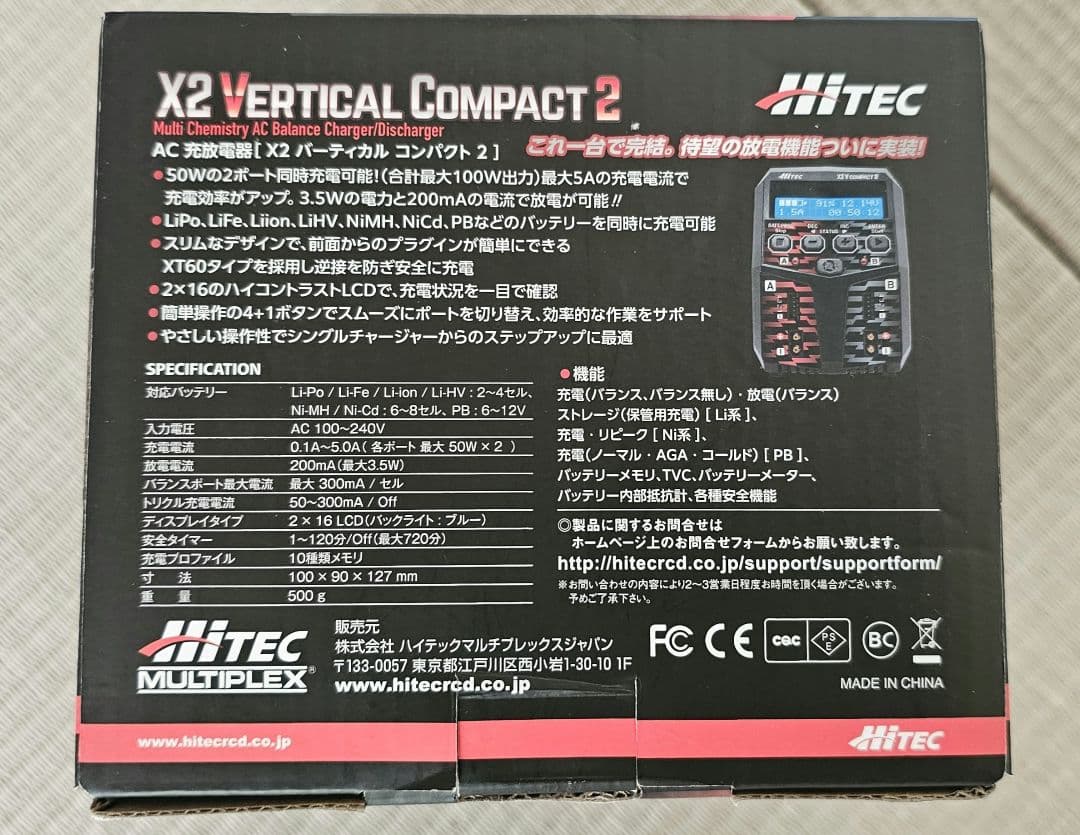 X2 VERTICAL COMPACT 2
HiTEC
Multi Chemistry AC Balance Charger/Discharger
AC 充放電器[ X2 バーティカル コンパクト 2 ]
これ一台で完結。待望の放電機能ついに実装!
●50Wの2ポート同時充電可能!(合計最大100W出力)最大5Aの充電電流で
充電効率がアップ。3.5Wの電力と200mAの電流で放電が可能!!
●LiPo、LiFe、Liion、LiHV、NiMH、NiCd、PBなどのバッテリーを同時に充電可能
●スリムなデザインで、前面からのプラグインが簡単にできる
XT60タイプを採用し逆接を防ぎ安全に充電
●2×16のハイコントラストLCDで、充電状況を一目で確認
●簡単操作の4+1ボタンでスムーズにポートを切り替え、効率的な作業をサポート
●やさしい操作性でシングルチャージャーからのステップアップに最適
HiTEC
91% 12.14V
1.5A 00:50:12
DEC
INC
STATUS
A
B
A
B
SPECIFICATION
対応バッテリー Li-Po / Li-Fe / Li-ion / Li-HV : 2〜4セル、
Ni-MH / Ni-Cd : 6〜8セル、PB : 6〜12V
入力電圧 AC 100〜240V
充電電流 0.1A〜5.0A ( 各ポート 最大 50W × 2 )
放電電流 200mA(最大3.5W)
バランスポート最大電流 最大 300mA / セル
トリクル充電電流 50〜300mA / Off
ディスプレイタイプ 2 × 16 LCD(バックライト : ブルー)
安全タイマー 1〜120分/Off(最大720分)
充電プロファイル 10種類メモリ
寸 法 100 × 90 × 127 mm
重 量 500 g
●機能
充電(バランス、バランス無し)・放電(バランス)
ストレージ(保管用充電) [ Li系 ]、
充電・リピーク [ Ni系 ]、
充電(ノーマル・AGA・コールド) [ PB ]、
バッテリーメモリ、TVC、バッテリーメーター、
バッテリー内部抵抗計、各種安全機能
◎製品に関するお問合せは
ホームページ上のお問合せフォームからお願い致します。
http://hitecrcd.co.jp/support/supportform/
※お問い合わせの内容により2〜3営業日程度お時間を頂く場合がございます。
予めご了承下さい。
HiTEC
MULTIPLEX®
販売元
株式会社 ハイテックマルチプレックスジャパン
〒133-0057 東京都江戸川区西小岩1-30-10 1F
www.hitecrcd.co.jp
FC CE cec PSE BC
MADE IN CHINA
www.hitecrcd.co.jp
HiTEC